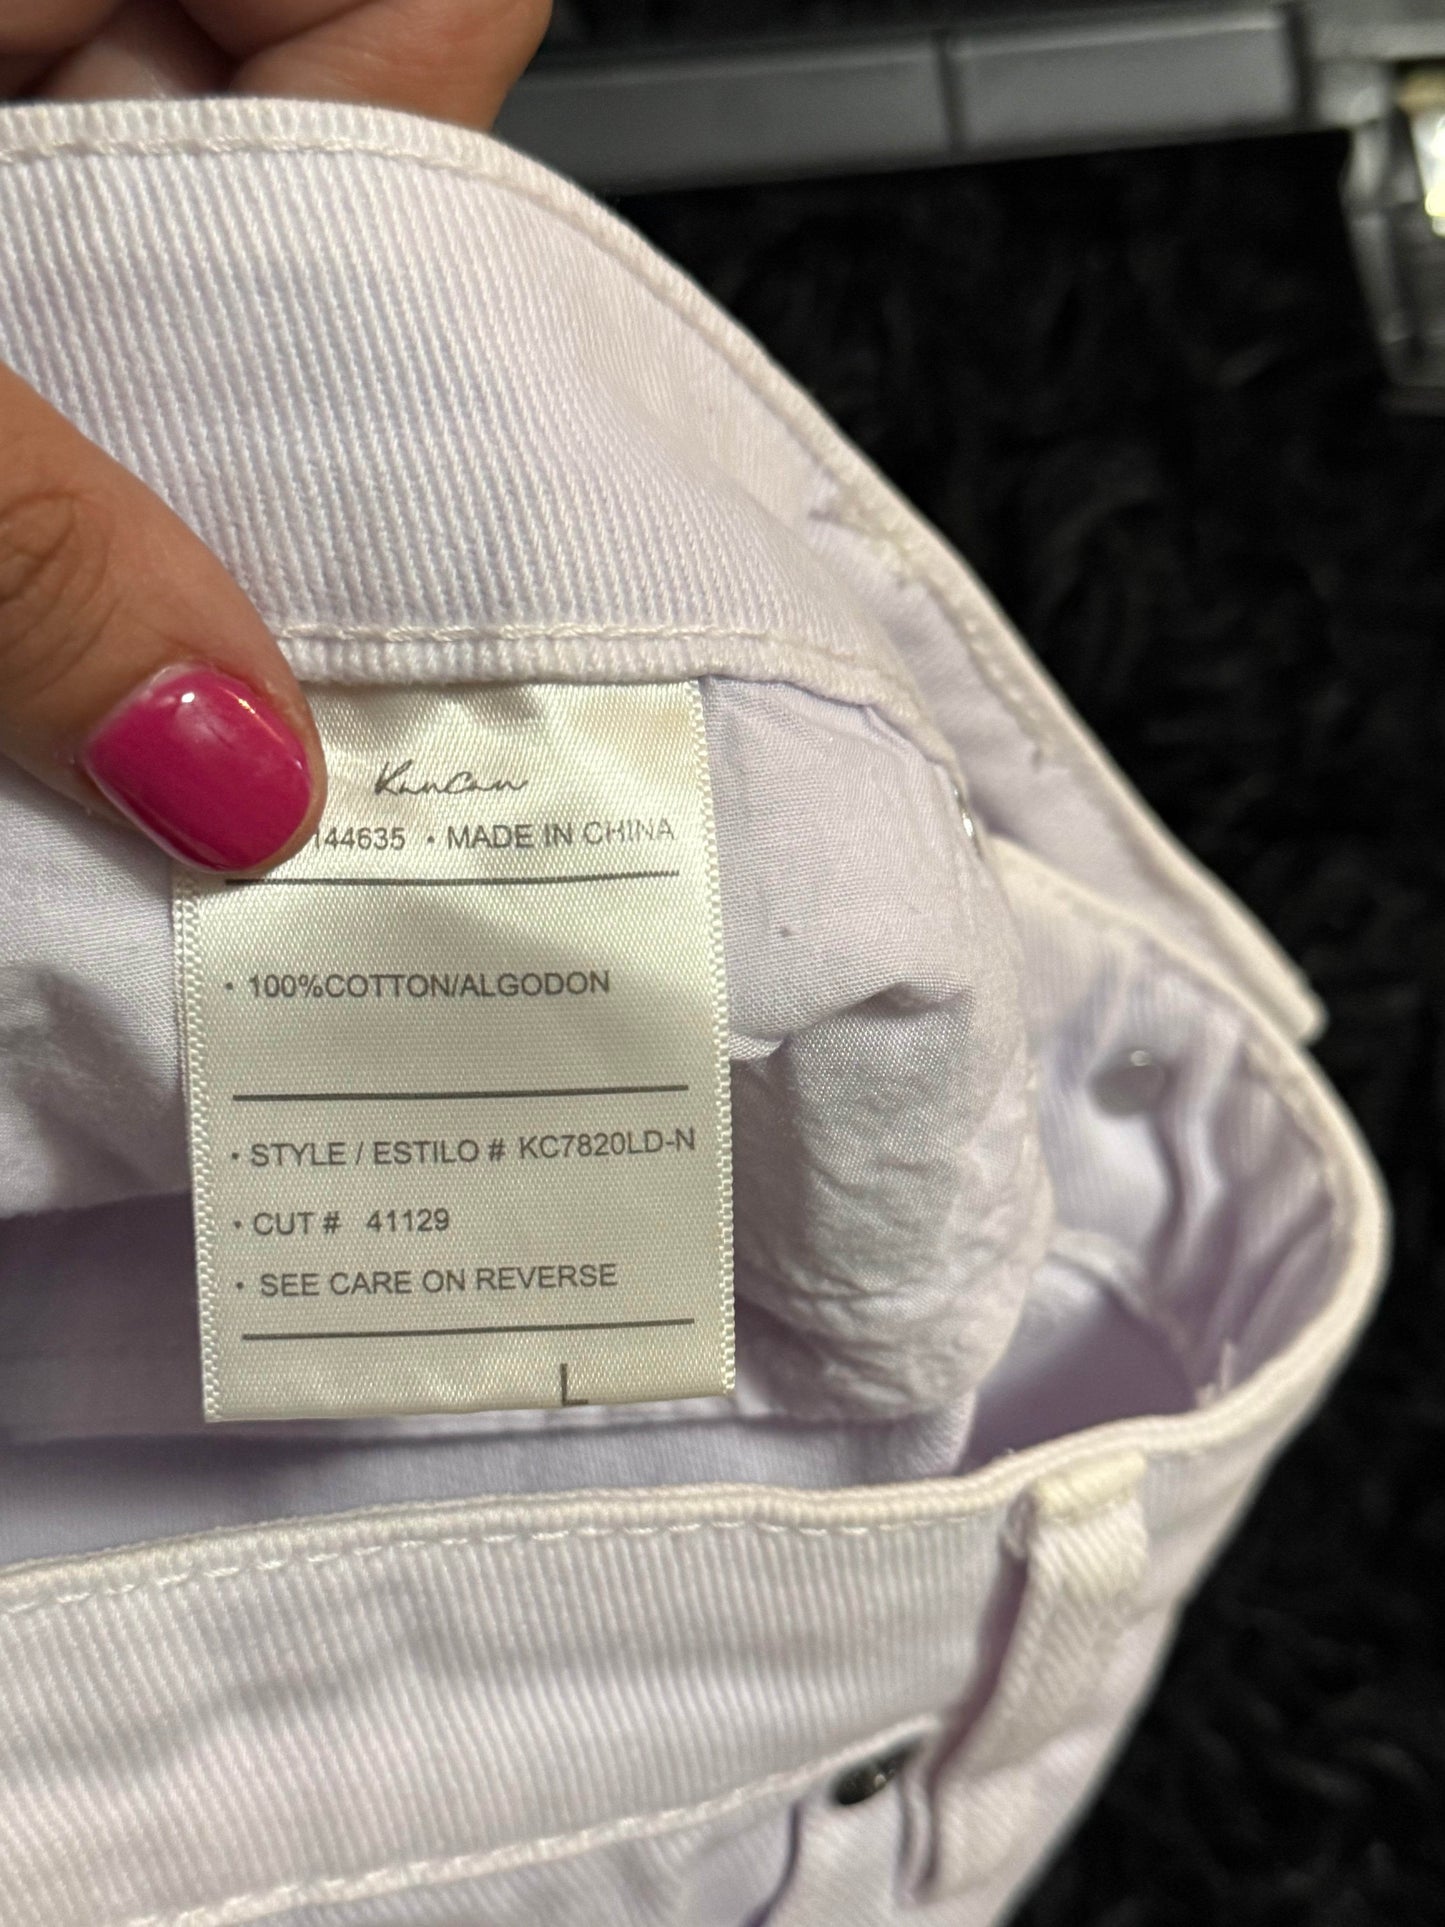 KanCan
144635 • MADE IN CHINA
• 100%COTTON/ALGODON
• STYLE / ESTILO # KC7820LD-N
• CUT # 41129
• SEE CARE ON REVERSE
L